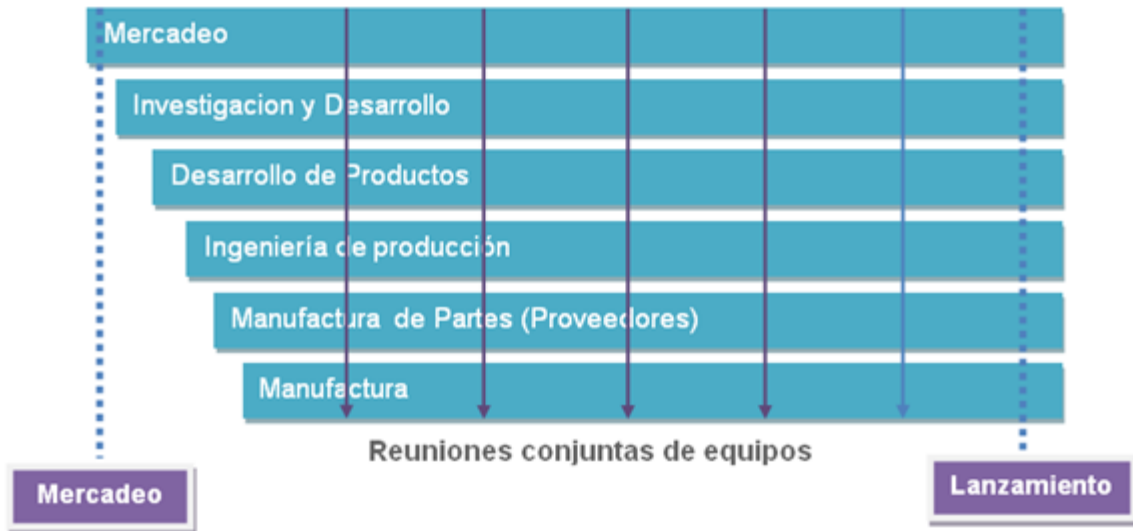 Mercadeo
Investigacion y Desarrollo
Desarrollo de Productos
Ingeniería de producción
Manufactura de Partes (Proveedores)
Manufactura
Reuniones conjuntas de equipos
Mercadeo
Lanzamiento